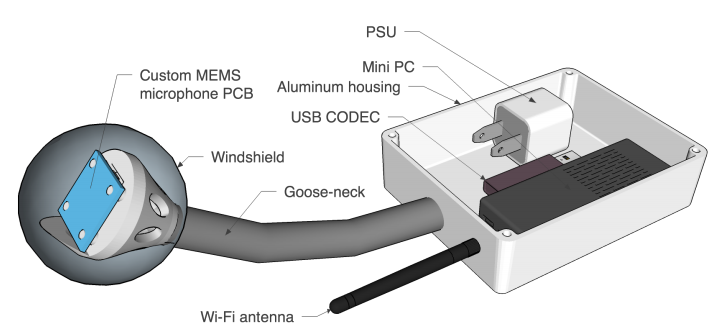 PSU
Mini PC
Aluminum housing
USB CODEC
Custom MEMS
microphone PCB
Windshield
Goose-neck
Wi-Fi antenna